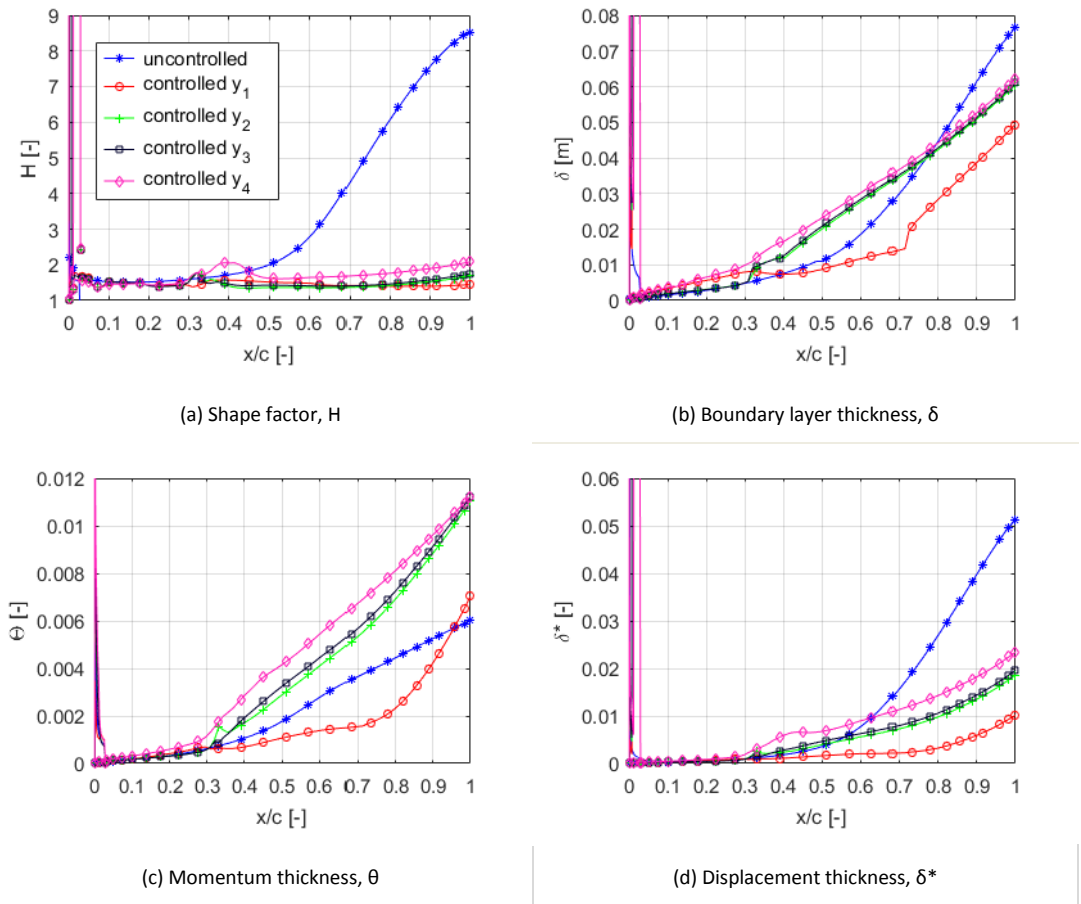 9
8
7
6
5
4
3
2
1
H [-]
uncontrolled
controlled y1
controlled y2
controlled y3
controlled y4
0 0.1 0.2 0.3 0.4 0.5 0.6 0.7 0.8 0.9 1
x/c [-]
(a) Shape factor, H
0.08
0.07
0.06
0.05
0.04
0.03
0.02
0.01
0
δ [m]
0 0.1 0.2 0.3 0.4 0.5 0.6 0.7 0.8 0.9 1
x/c [-]
(b) Boundary layer thickness, δ
0.012
0.01
0.008
0.006
0.004
0.002
0
Θ [-]
0 0.1 0.2 0.3 0.4 0.5 0.6 0.7 0.8 0.9 1
x/c [-]
(c) Momentum thickness, θ
0.06
0.05
0.04
0.03
0.02
0.01
0
δ* [-]
0 0.1 0.2 0.3 0.4 0.5 0.6 0.7 0.8 0.9 1
x/c [-]
(d) Displacement thickness, δ*